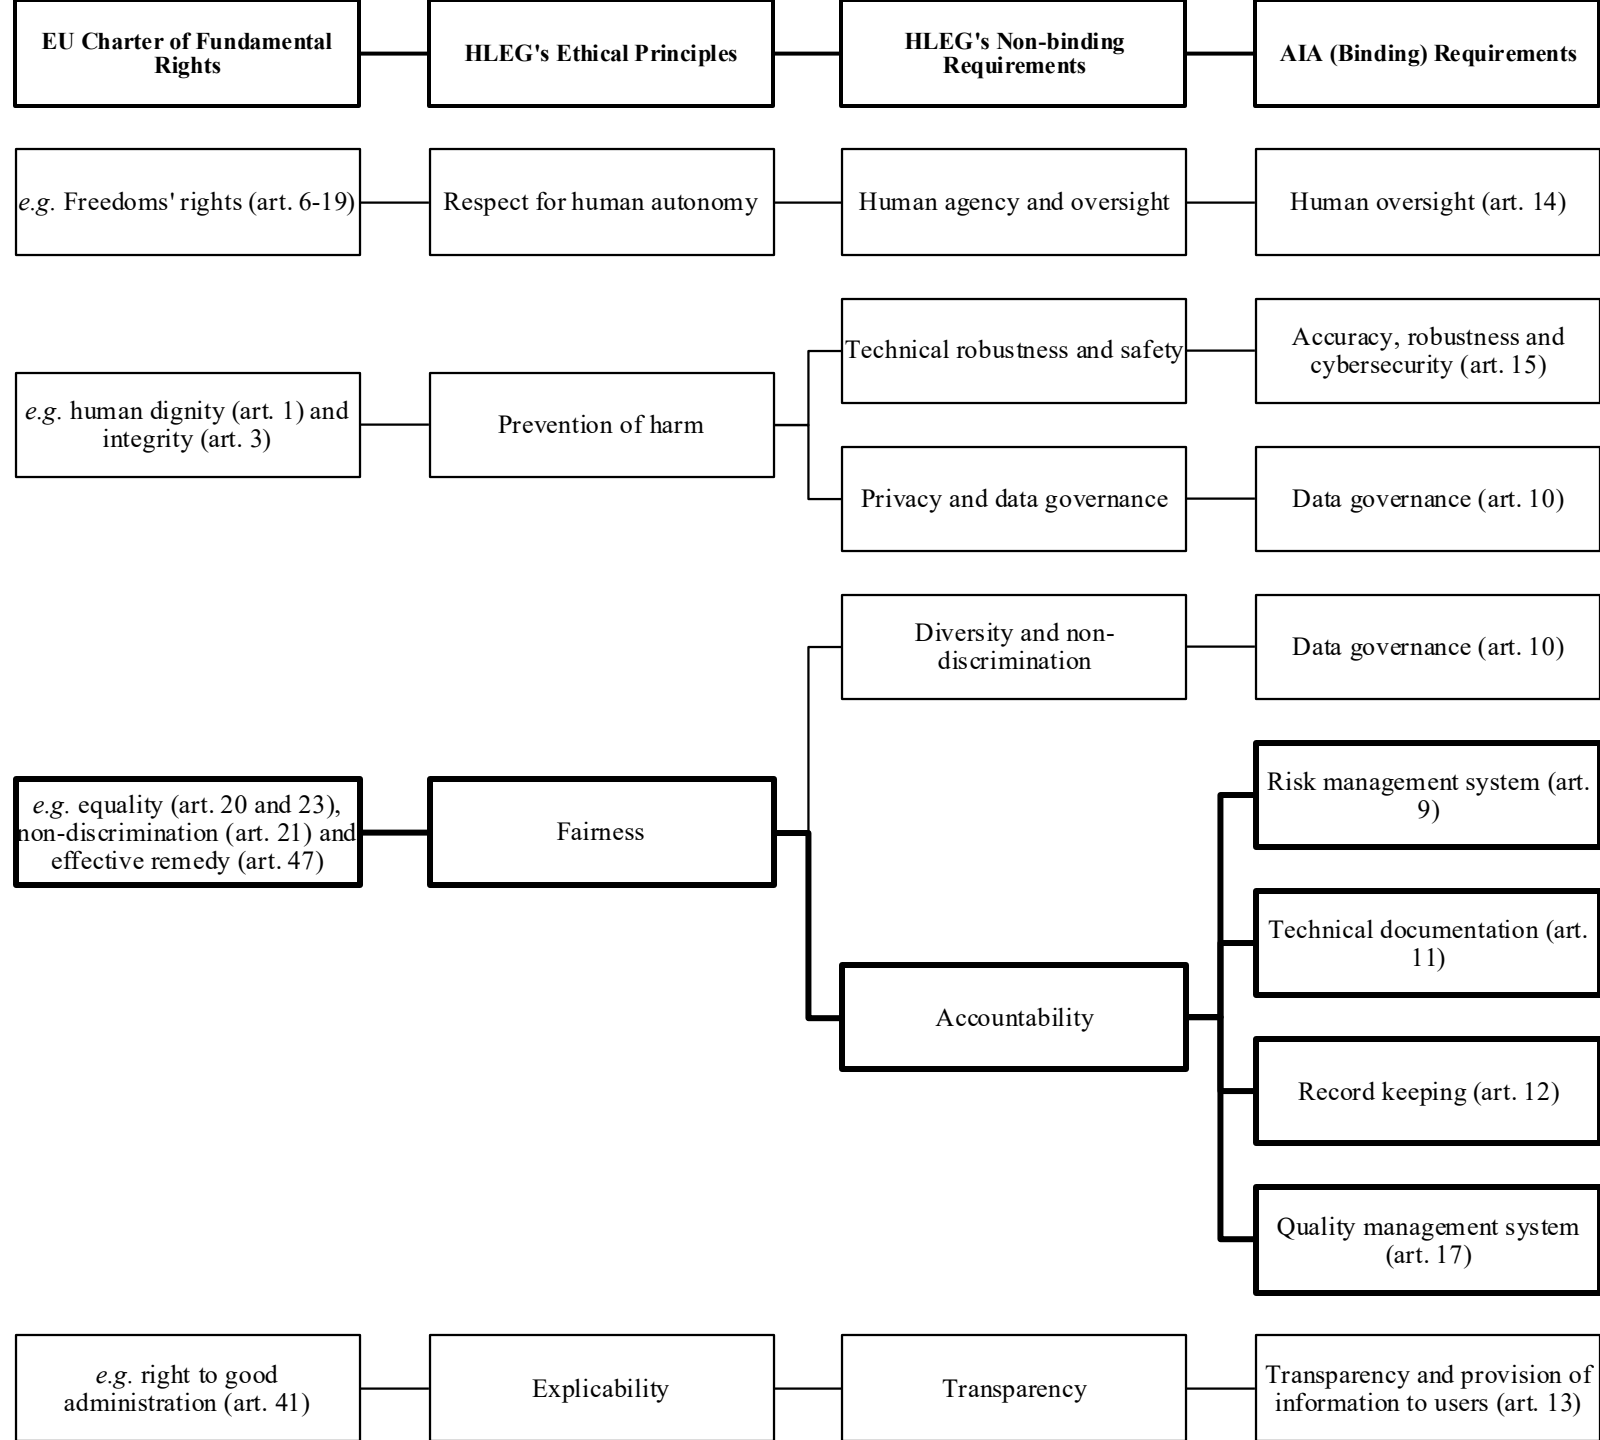 EU Charter of Fundamental
Rights
HLEG's Ethical Principles
HLEG's Non-binding
Requirements
AIA (Binding) Requirements
e.g. Freedoms' rights (art. 6-19)
Respect for human autonomy
Human agency and oversight
Human oversight (art. 14)
e.g. human dignity (art. 1) and
integrity (art. 3)
Prevention of harm
Technical robustness and safety
Accuracy, robustness and
cybersecurity (art. 15)
Privacy and data governance
Data governance (art. 10)
e.g. equality (art. 20 and 23),
non-discrimination (art. 21) and
effective remedy (art. 47)
Fairness
Diversity and non-
discrimination
Data governance (art. 10)
Accountability
Risk management system (art.
9)
Technical documentation (art.
11)
Record keeping (art. 12)
Quality management system
(art. 17)
e.g. right to good
administration (art. 41)
Explicability
Transparency
Transparency and provision of
information to users (art. 13)